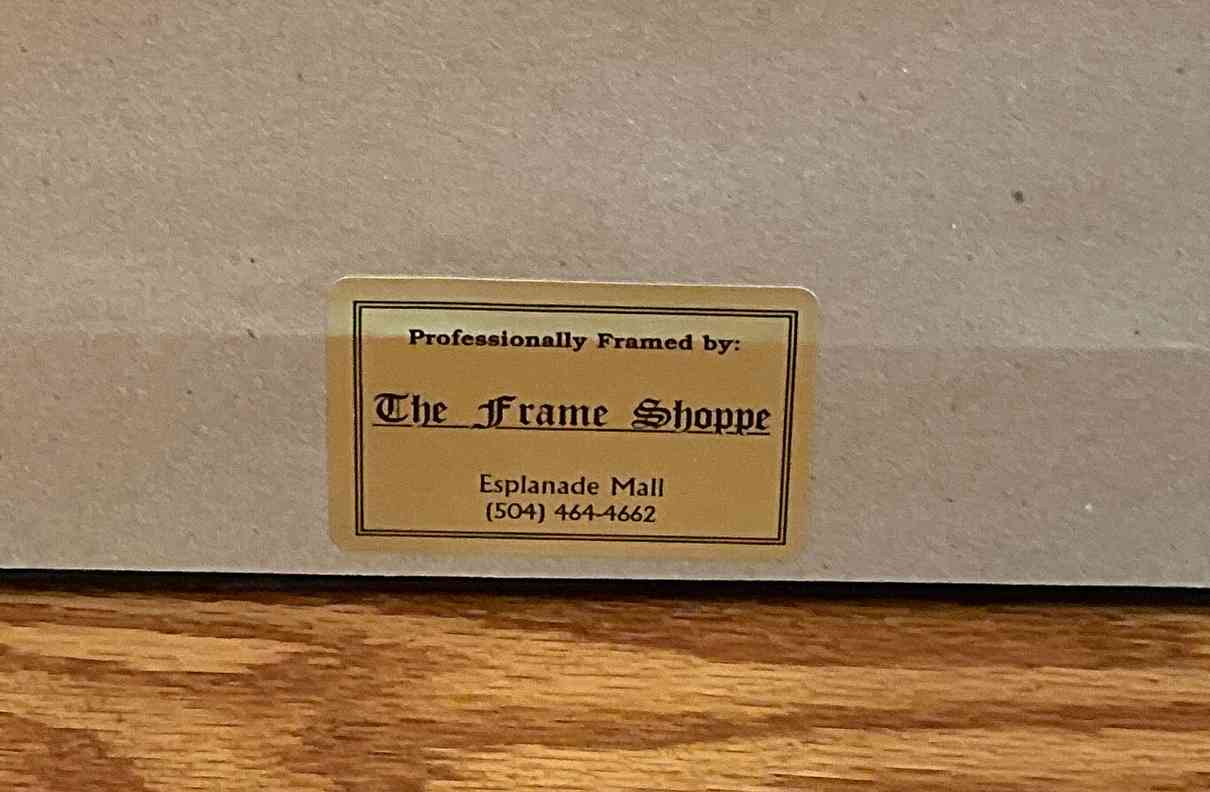 Professionally Framed by:
The Frame Shoppe
Esplanade Mall
(504) 464-4662